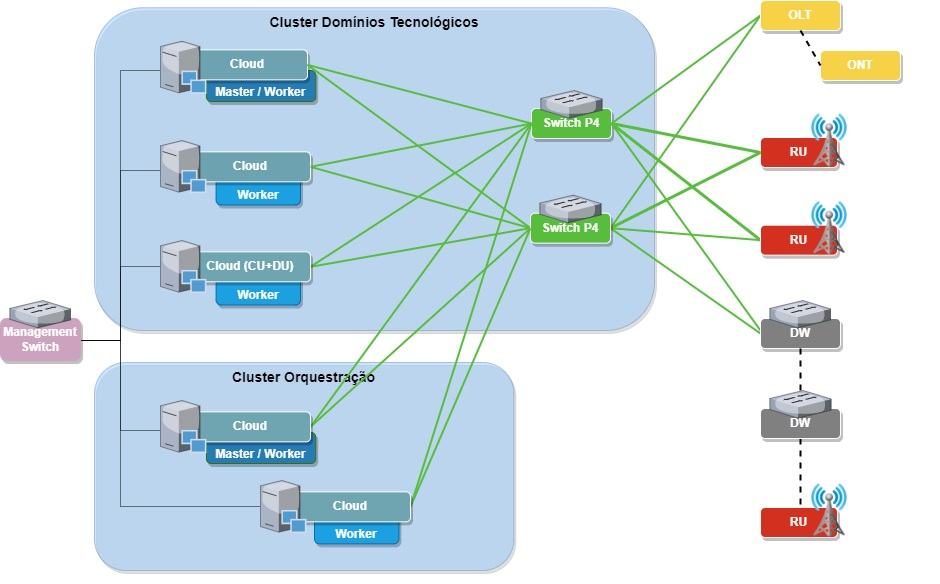 Cluster Domínios Tecnológicos
Cloud
Master / Worker
Cloud
Worker
Cloud (CU+DU)
Worker
Switch P4
Switch P4
OLT
ONT
RU
RU
DW
DW
RU
Management
Switch
Cluster Orquestração
Cloud
Master / Worker
Cloud
Worker